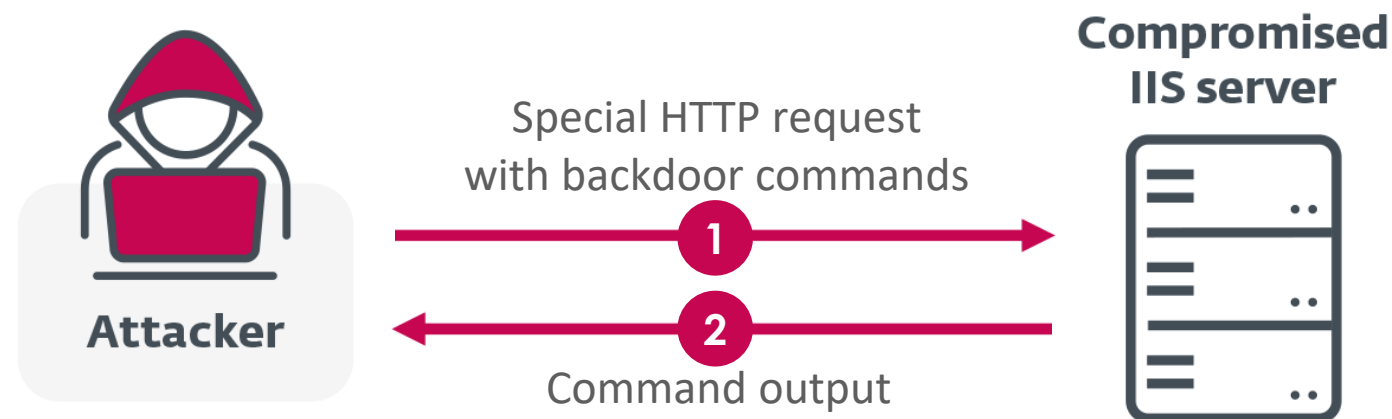 Compromised
IIS server
Special HTTP request
with backdoor commands
1
Attacker
2
Command output